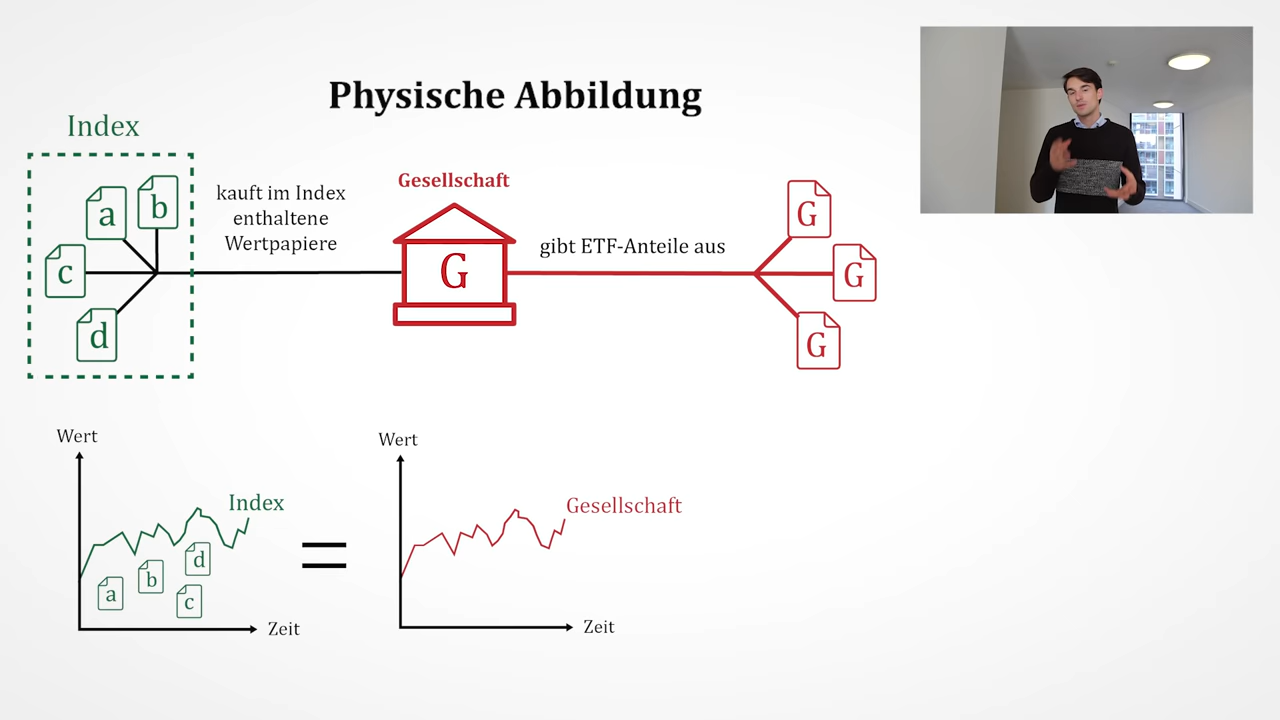 Physische Abbildung
Index
a
b
c
d
kauft im Index
enthaltene
Wertpapiere
Gesellschaft
G
gibt ETF-Anteile aus
G
G
G
Wert
Index
a
b
d
c
Zeit
=
Wert
Gesellschaft
Zeit